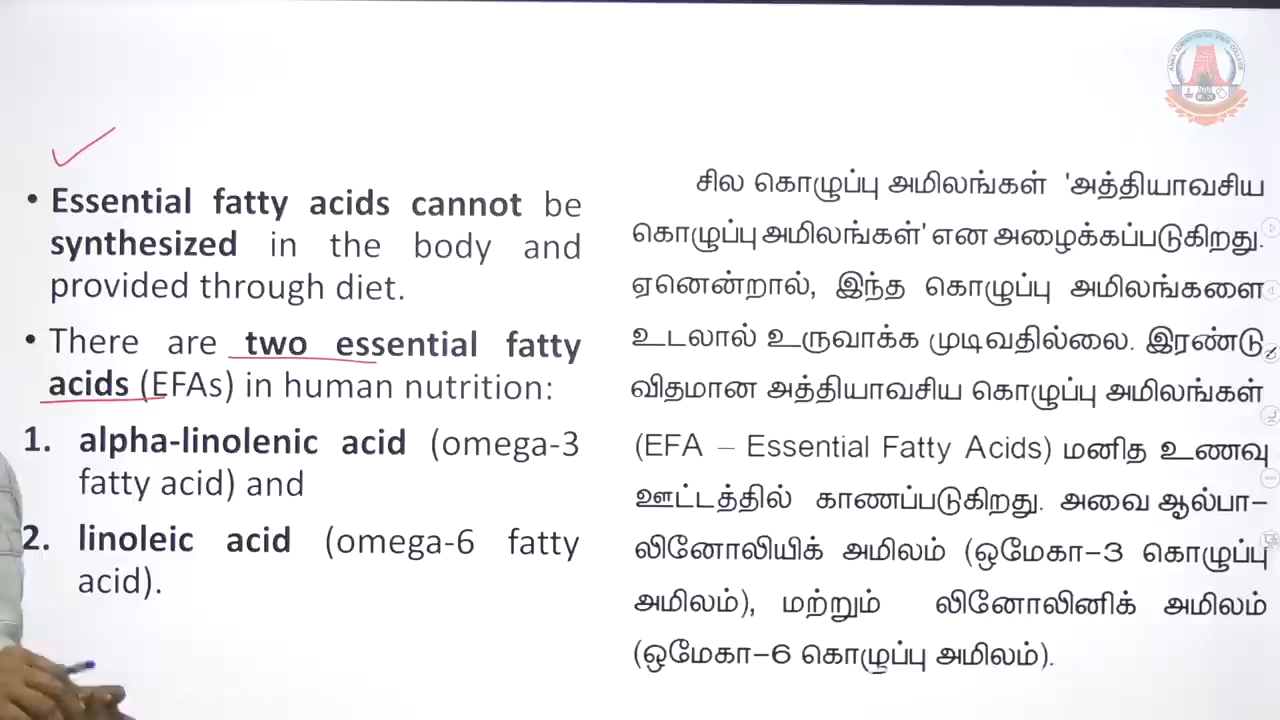 ANNA ADMINISTRATIVE STAFF COLLEGE
• Essential fatty acids cannot be
synthesized in the body and
provided through diet.
• There are two essential fatty
acids (EFAs) in human nutrition:
1. alpha-linolenic acid (omega-3
fatty acid) and
2. linoleic acid (omega-6 fatty
acid).
சில கொழுப்பு அமிலங்கள் 'அத்தியாவசிய
கொழுப்பு அமிலங்கள்' என அழைக்கப்படுகிறது.
ஏனென்றால், இந்த கொழுப்பு அமிலங்களை
உடலால் உருவாக்க முடிவதில்லை. இரண்டு
விதமான அத்தியாவசிய கொழுப்பு அமிலங்கள்
(EFA – Essential Fatty Acids) மனித உணவு
ஊட்டத்தில் காணப்படுகிறது. அவை ஆல்பா-
லினோலியிக் அமிலம் (ஒமேகா-3 கொழுப்பு
அமிலம்), மற்றும் லினோலினிக் அமிலம்
(ஒமேகா-6 கொழுப்பு அமிலம்).